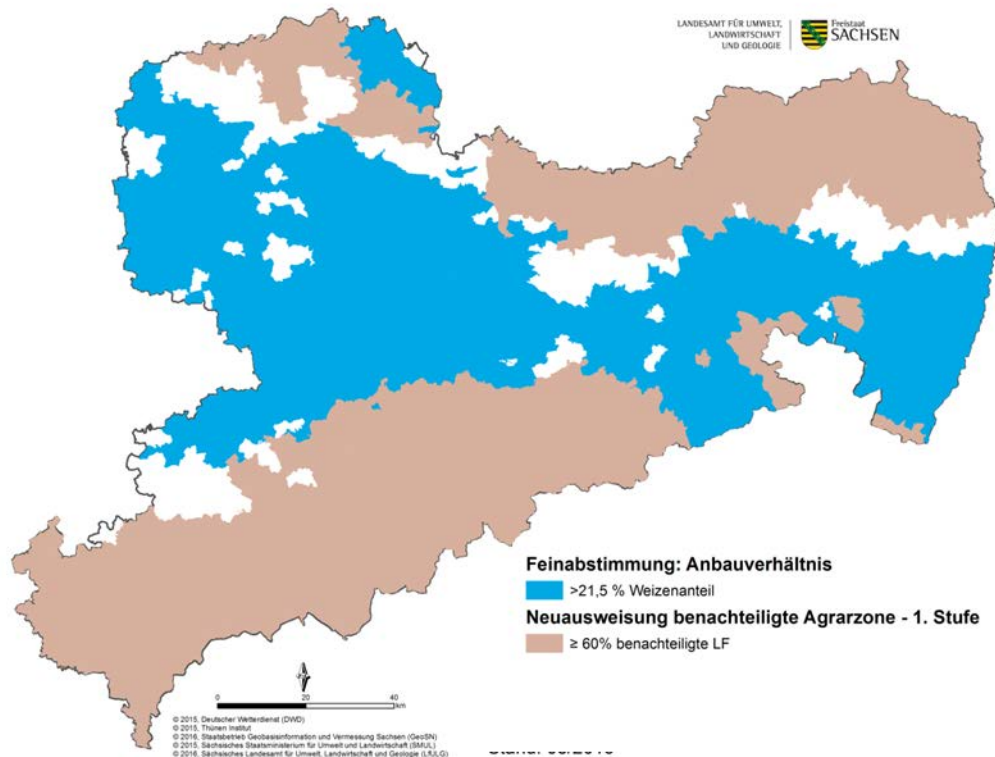 LANDESAMT FÜR UMWELT,
LANDWIRTSCHAFT
UND GEOLOGIE
Freistaat
SACHSEN
Feinabstimmung: Anbauverhältnis
>21,5 % Weizenanteil
Neuausweisung benachteiligte Agrarzone - 1. Stufe
≥ 60% benachteiligte LF
0 20 40
km
© 2015, Deutscher Wetterdienst (DWD)
© 2015, Thünen Institut
© 2016, Staatsbetrieb Geobasisinformation und Vermessung Sachsen (GeoSN)
© 2015, Sächsisches Staatsministerium für Umwelt und Landwirtschaft (SMUL)
© 2016, Sächsisches Landesamt für Umwelt, Landwirtschaft und Geologie (LfULG)